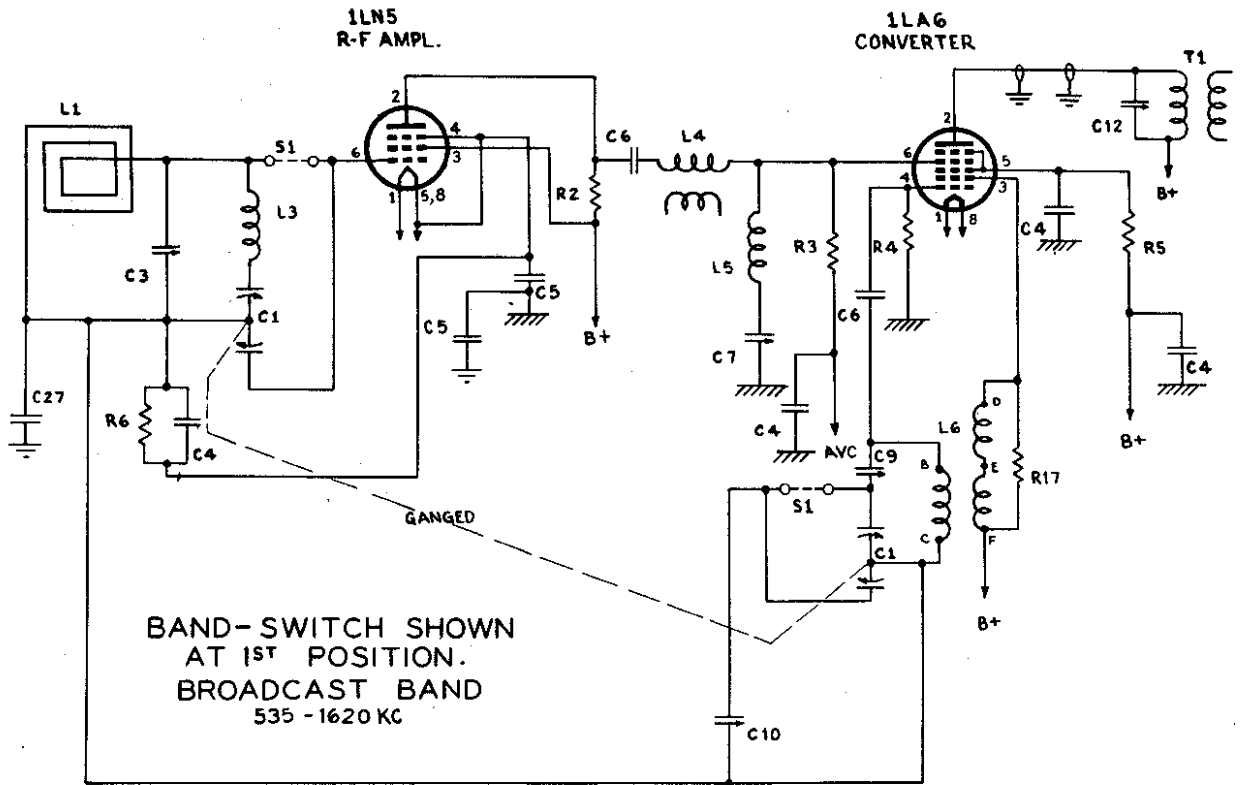 1LN5
R-F AMPL.
1LA6
CONVERTER
T1
L1
2
2
C12
S1
4
C6
L4
6
3
6
5
4
3
B+
1
5,8
R2
1
8
L3
C4
R5
R3
R4
C3
L5
C5
C6
C1
C5
B+
C7
C4
C27
R6
D
C4
L6
C4
AVC
C9
B+
B
E
R17
S1
GANGED
C
F
C1
B+
BAND-SWITCH SHOWN
AT 1ST POSITION.
BROADCAST BAND
535-1620 KC
C10